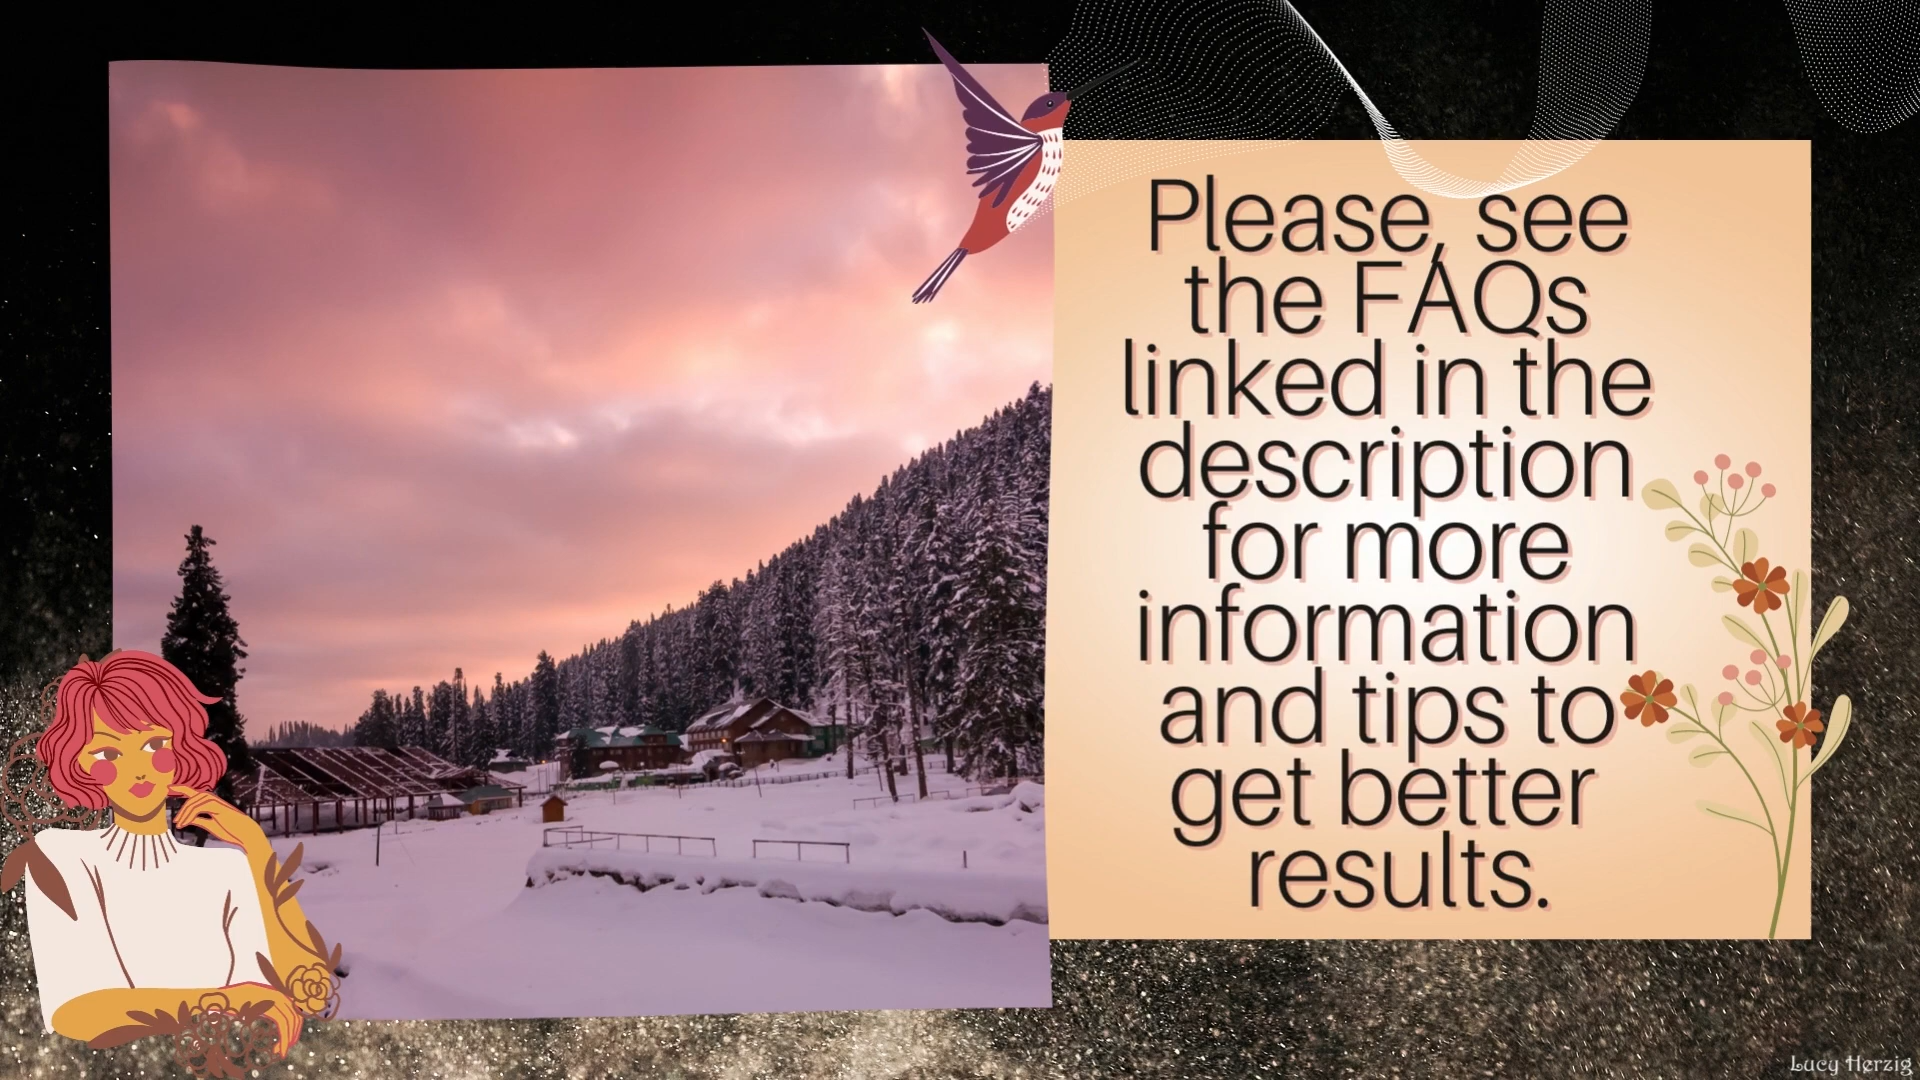 Please, see
the FAQs
linked in the
description
for more
information
and tips to
get better
results.
Lucy Herzig